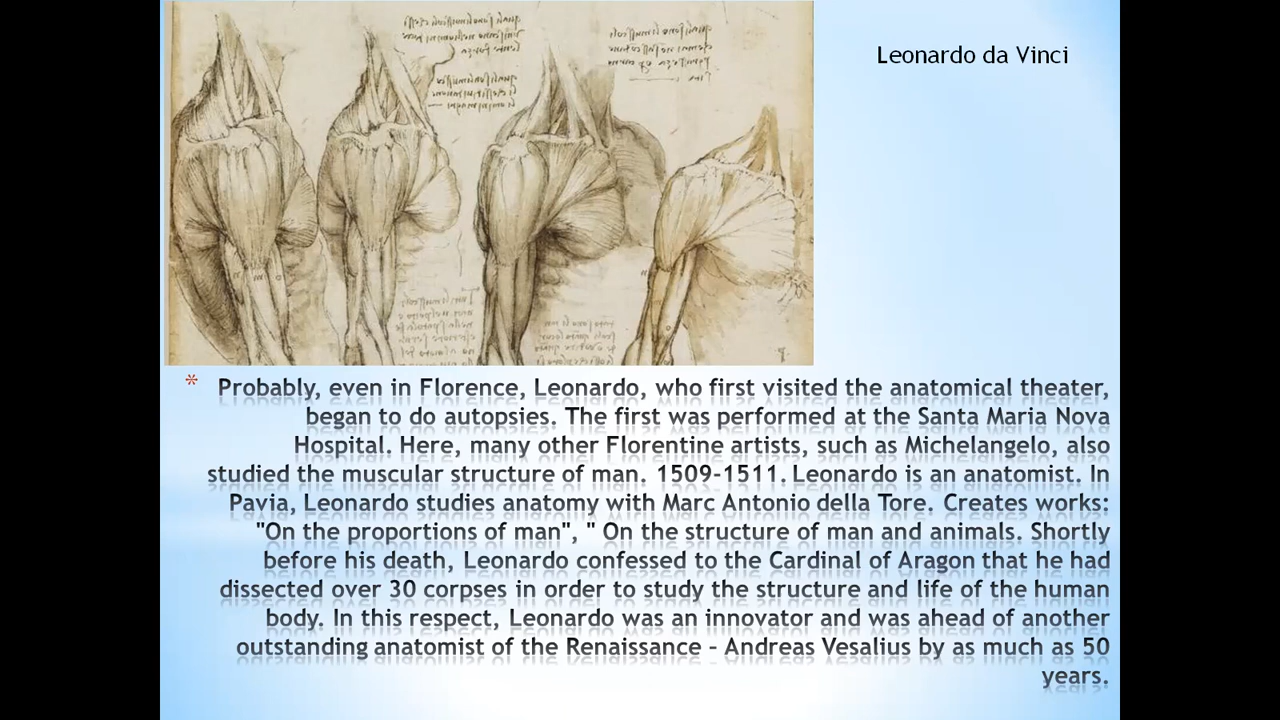 Leonardo da Vinci
* Probably, even in Florence, Leonardo, who first visited the anatomical theater,
began to do autopsies. The first was performed at the Santa Maria Nova
Hospital. Here, many other Florentine artists, such as Michelangelo, also
studied the muscular structure of man. 1509-1511. Leonardo is an anatomist. In
Pavia, Leonardo studies anatomy with Marc Antonio della Tore. Creates works:
"On the proportions of man", " On the structure of man and animals. Shortly
before his death, Leonardo confessed to the Cardinal of Aragon that he had
dissected over 30 corpses in order to study the structure and life of the human
body. In this respect, Leonardo was an innovator and was ahead of another
outstanding anatomist of the Renaissance - Andreas Vesalius by as much as 50
years.